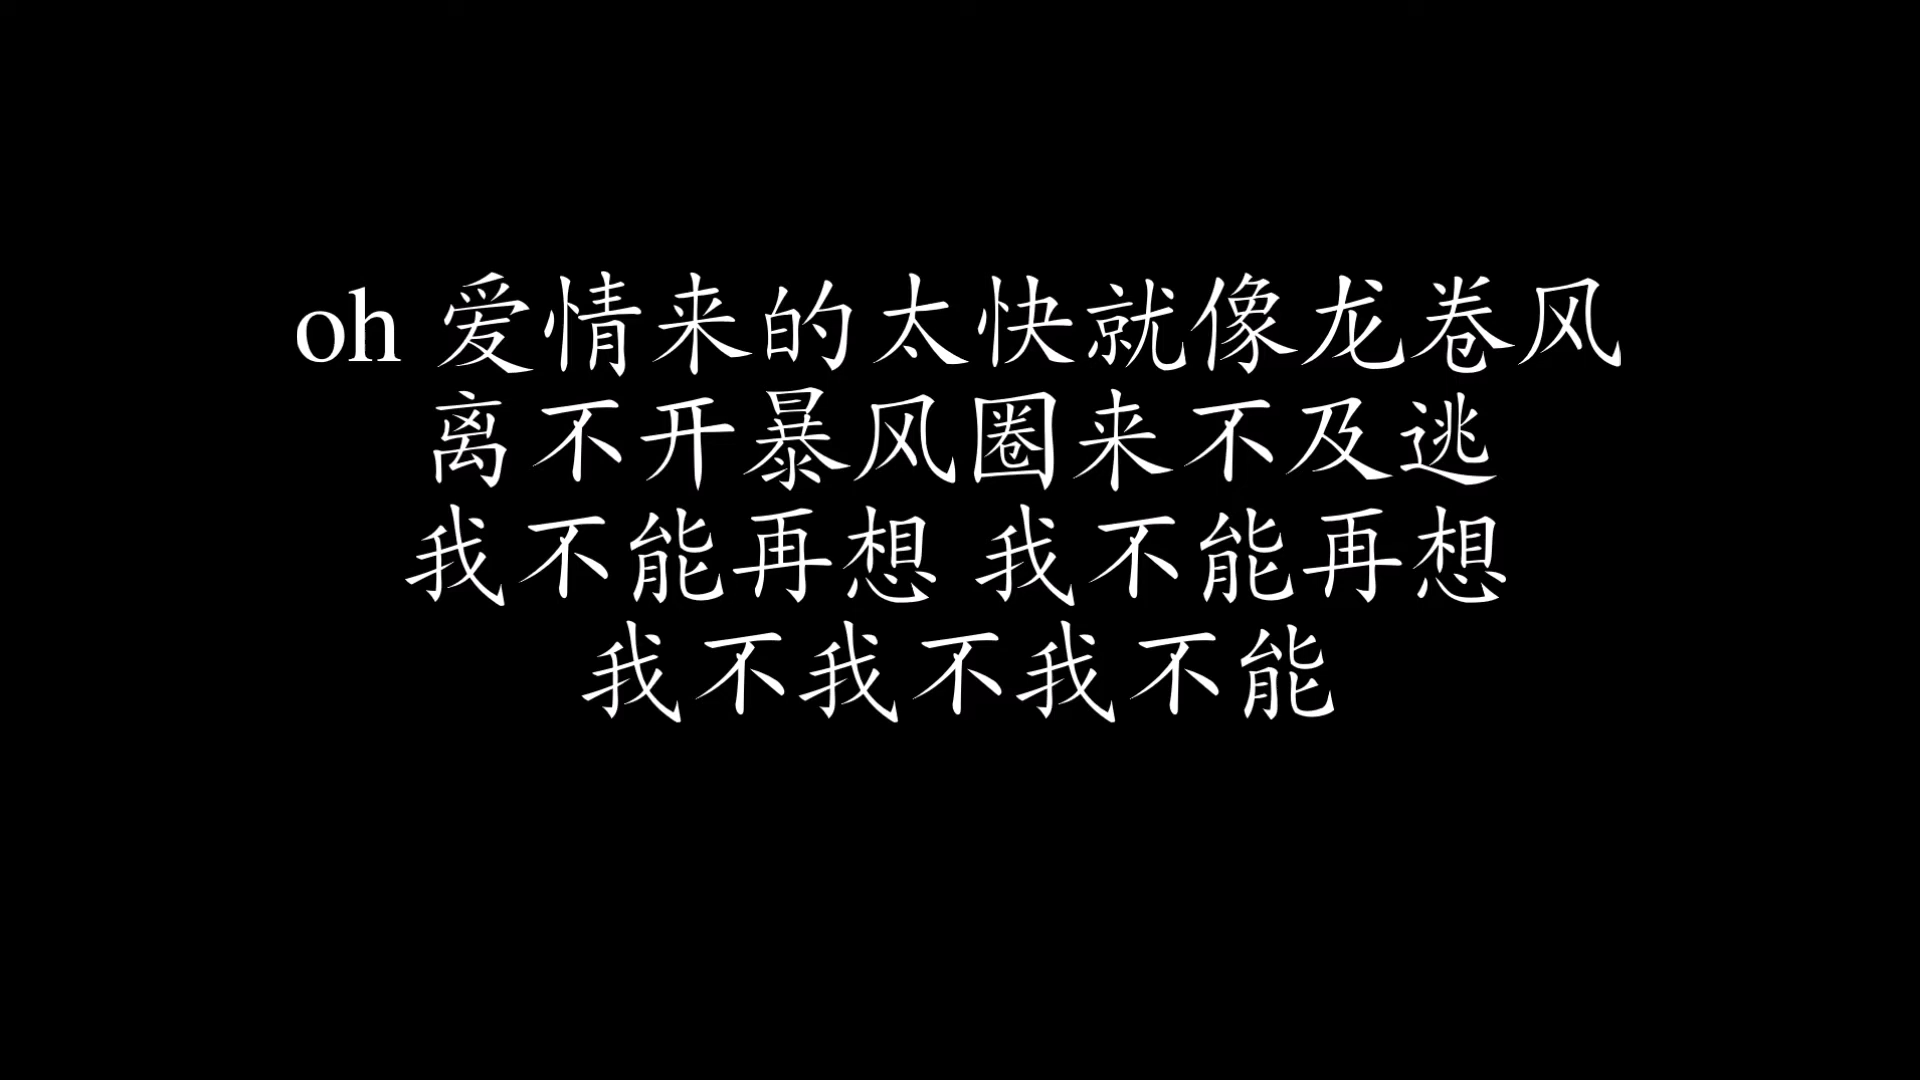 oh 爱情来的太快就像龙卷风
离不开暴风圈来不及逃
我不能再想 我不能再想
我不我不我不能